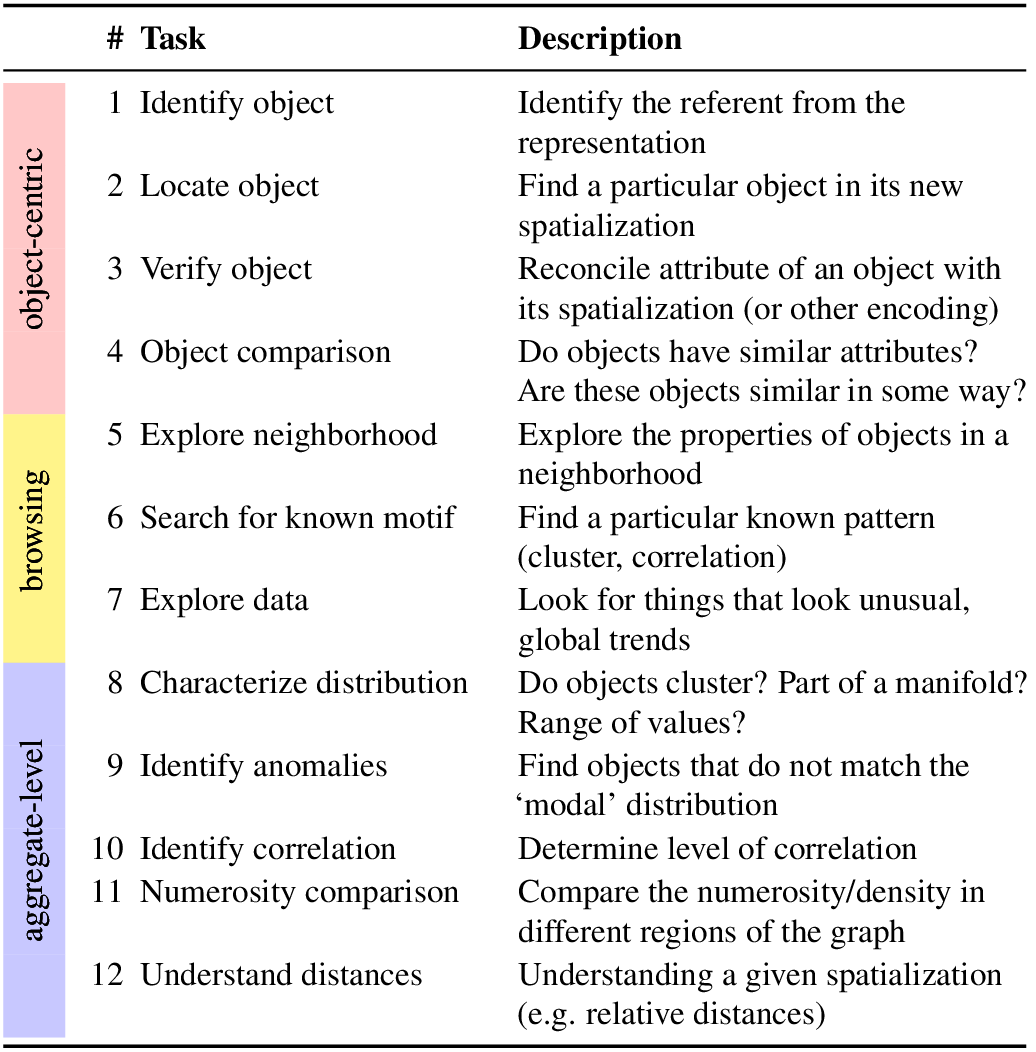 # Task Description
object-centric
1 Identify object Identify the referent from the
representation
2 Locate object Find a particular object in its new
spatialization
3 Verify object Reconcile attribute of an object with
its spatialization (or other encoding)
4 Object comparison Do objects have similar attributes?
Are these objects similar in some way?
browsing
5 Explore neighborhood Explore the properties of objects in a
neighborhood
6 Search for known motif Find a particular known pattern
(cluster, correlation)
7 Explore data Look for things that look unusual,
global trends
aggregate-level
8 Characterize distribution Do objects cluster? Part of a manifold?
Range of values?
9 Identify anomalies Find objects that do not match the
‘modal’ distribution
10 Identify correlation Determine level of correlation
11 Numerosity comparison Compare the numerosity/density in
different regions of the graph
12 Understand distances Understanding a given spatialization
(e.g. relative distances)